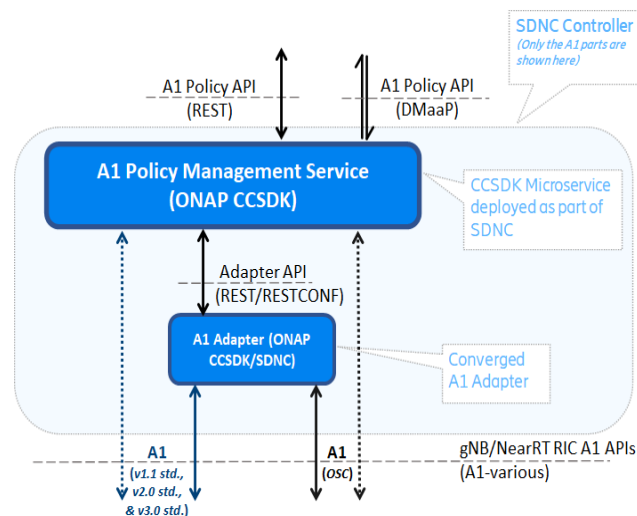 SDNC Controller
(Only the A1 parts are
shown here)
A1 Policy API
(REST)
A1 Policy API
(DMaaP)
A1 Policy Management Service
(ONAP CCSDK)
CCSDK Microservice
deployed as part of
SDNC
Adapter API
(REST/RESTCONF)
A1 Adapter (ONAP
CCSDK/SDNC)
Converged
A1 Adapter
A1
(v1.1 std.,
v2.0 std.,
& v3.0 std.)
A1
(OSC)
gNB/NearRT RIC A1 APIs
(A1-various)